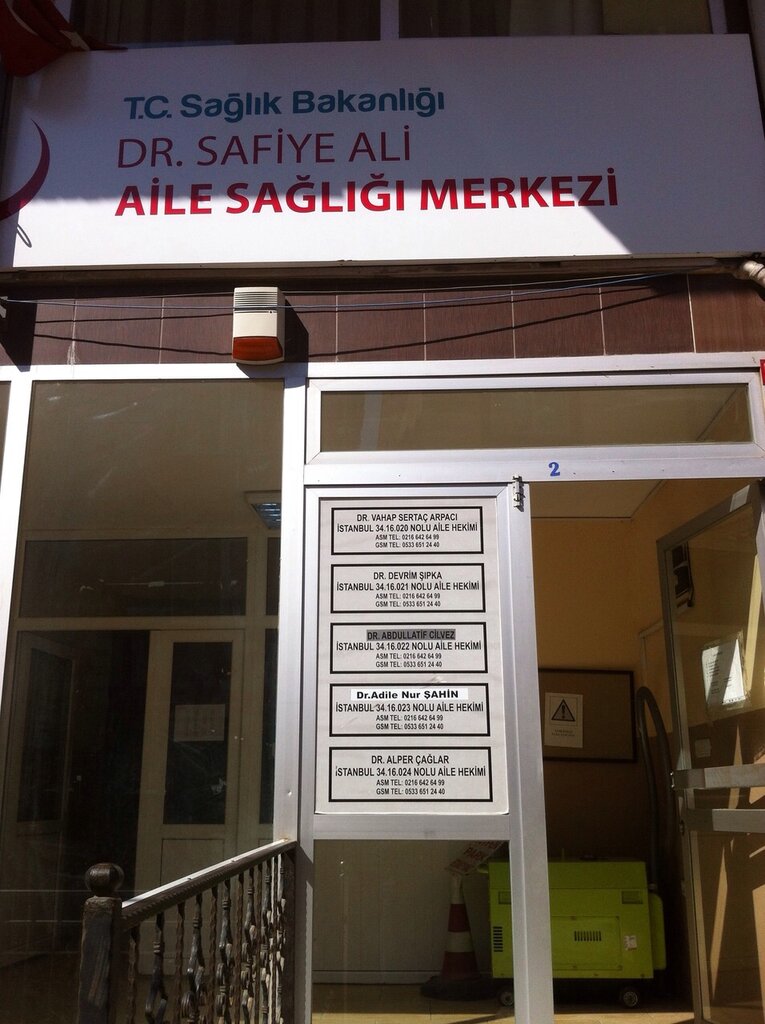 T.C. Sağlık Bakanlığı
DR. SAFİYE ALİ
AİLE SAĞLIĞI MERKEZİ
2
DR. VAHAP SERTAÇ ARPACI
İSTANBUL 34.16.020 NOLU AİLE HEKİMİ
ASM TEL: 0216 642 64 99
GSM TEL: 0533 651 24 40
DR. DEVRİM ŞIPKA
İSTANBUL 34.16.021 NOLU AİLE HEKİMİ
ASM TEL: 0216 642 64 99
GSM TEL: 0533 651 24 40
DR. ABDULLATİF CİLVEZ
İSTANBUL 34.16.022 NOLU AİLE HEKİMİ
ASM TEL: 0216 642 64 99
GSM TEL: 0533 651 24 40
Dr.Adile Nur ŞAHİN
İSTANBUL 34.16.023 NOLU AİLE HEKİMİ
ASM TEL: 0216 642 64 99
GSM TEL: 0533 651 24 40
DR. ALPER ÇAĞLAR
İSTANBUL 34.16.024 NOLU AİLE HEKİMİ
ASM TEL: 0216 642 64 99
GSM TEL: 0533 651 24 40